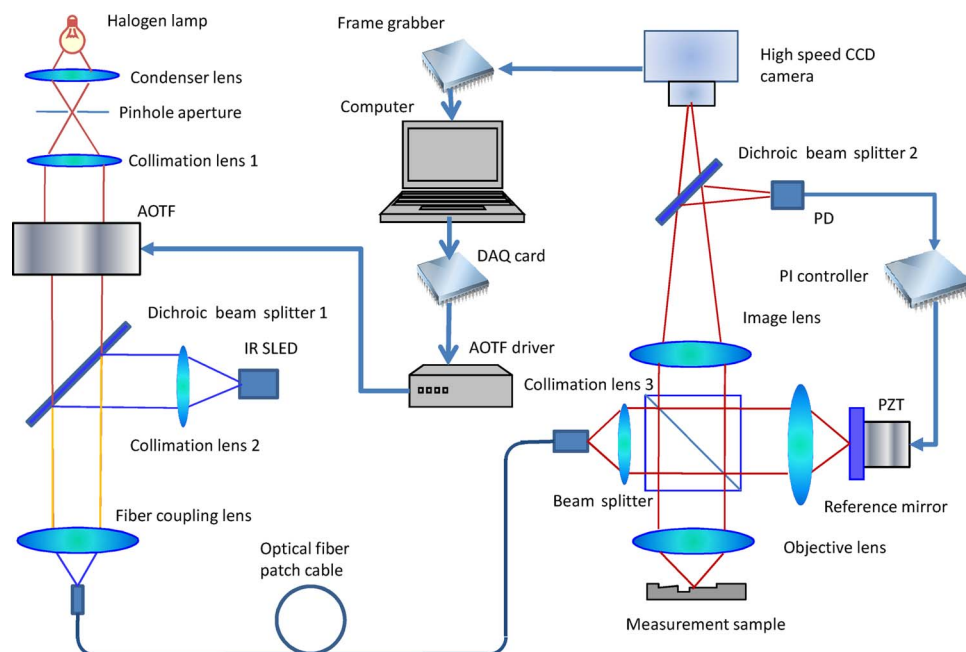 Halogen lamp
Condenser lens
Pinhole aperture
Collimation lens 1
AOTF
Dichroic beam splitter 1
IR SLED
Collimation lens 2
Fiber coupling lens
Optical fiber
patch cable
Frame grabber
Computer
DAQ card
AOTF driver
High speed CCD
camera
Dichroic beam splitter 2
PD
PI controller
Image lens
Collimation lens 3
PZT
Beam splitter
Reference mirror
Objective lens
Measurement sample